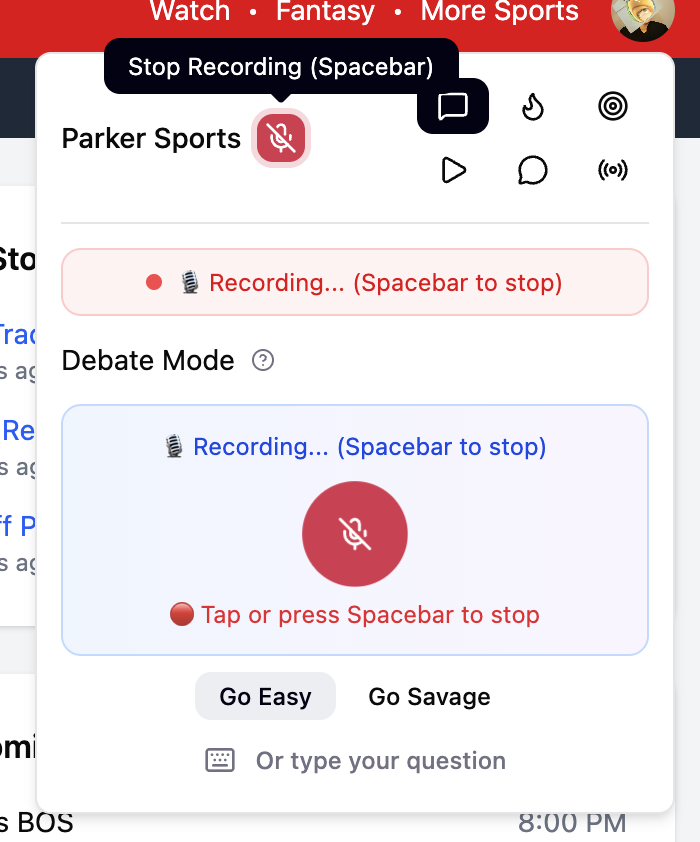 Watch • Fantasy • More Sports
Stop Recording (Spacebar)
Parker Sports
🎙️ Recording... (Spacebar to stop)
Debate Mode ?
🎙️ Recording... (Spacebar to stop)
🔴 Tap or press Spacebar to stop
Go Easy Go Savage
Or type your question
Sto
Trad
s ag
Re
s ag
ff P
s ag
omi
s BOS 8:00 PM